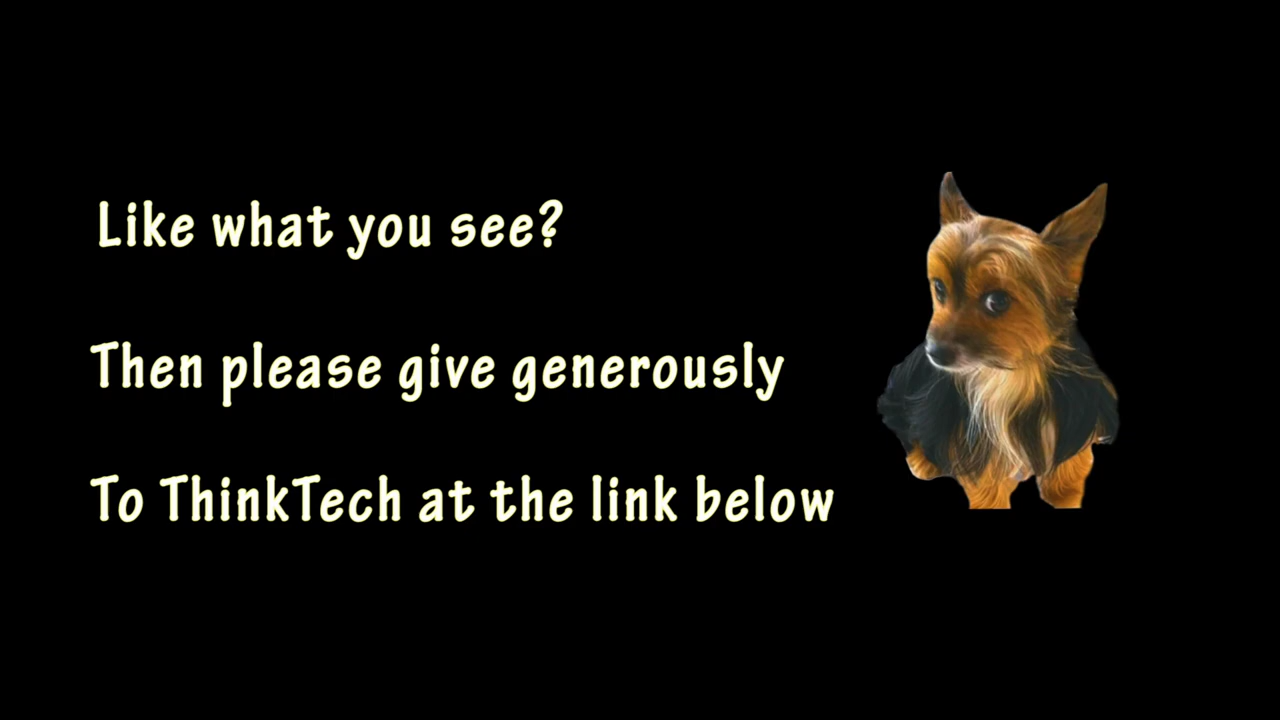 Like what you see?
Then please give generously
To ThinkTech at the link below